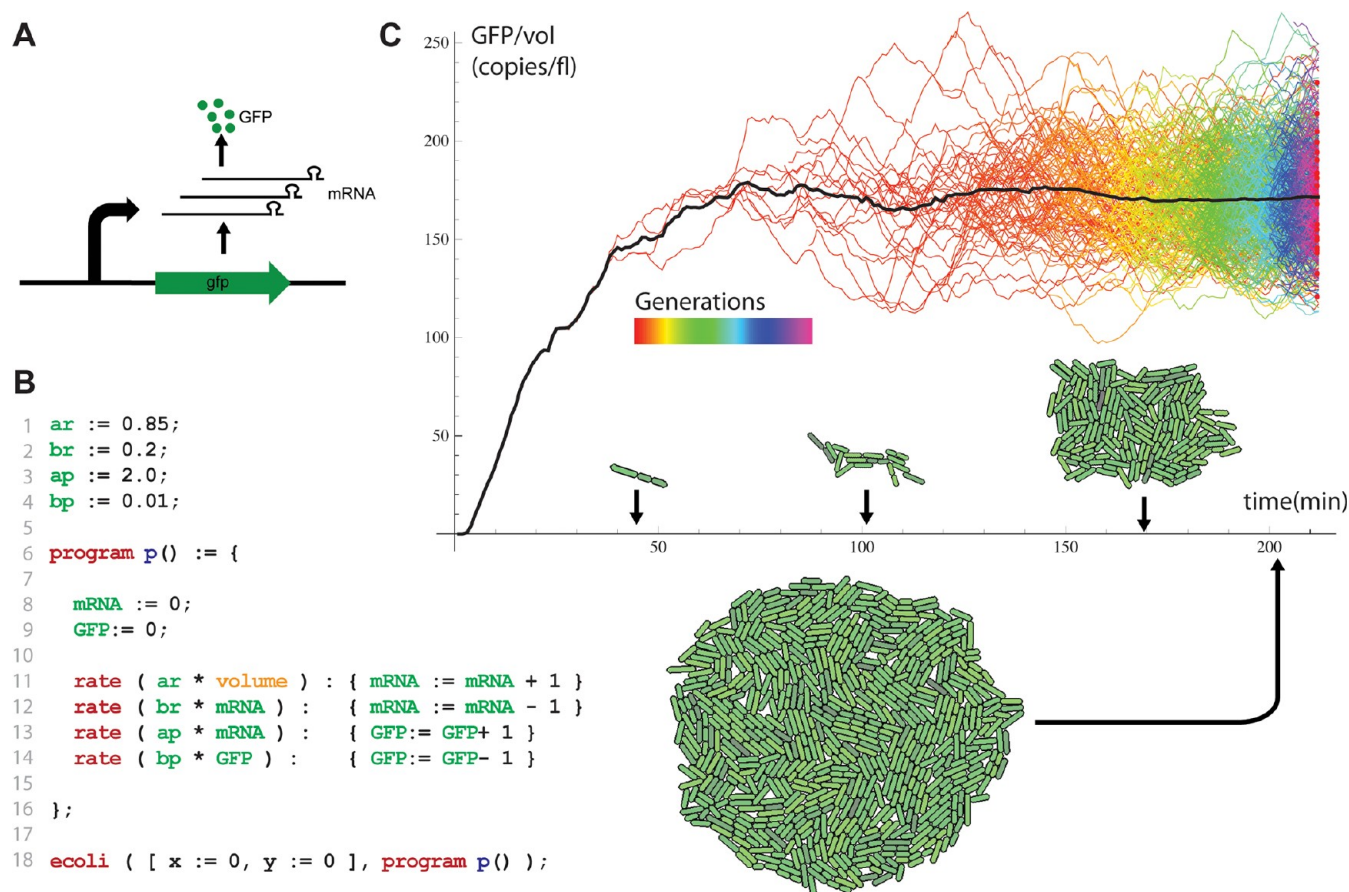 A
GFP
mRNA
gfp
B
1 ar := 0.85;
2 br := 0.2;
3 ap := 2.0;
4 bp := 0.01;
5
6 program p() := {
7
8 mRNA := 0;
9 GFP:= 0;
10
11 rate ( ar * volume ) : { mRNA := mRNA + 1 }
12 rate ( br * mRNA ) : { mRNA := mRNA - 1 }
13 rate ( ap * mRNA ) : { GFP:= GFP+ 1 }
14 rate ( bp * GFP ) : { GFP:= GFP- 1 }
15
16 };
17
18 ecoli ( [ x := 0, y := 0 ], program p() );
C
GFP/vol
(copies/fl)
250
200
150
100
50
Generations
time(min)
50 100 150 200